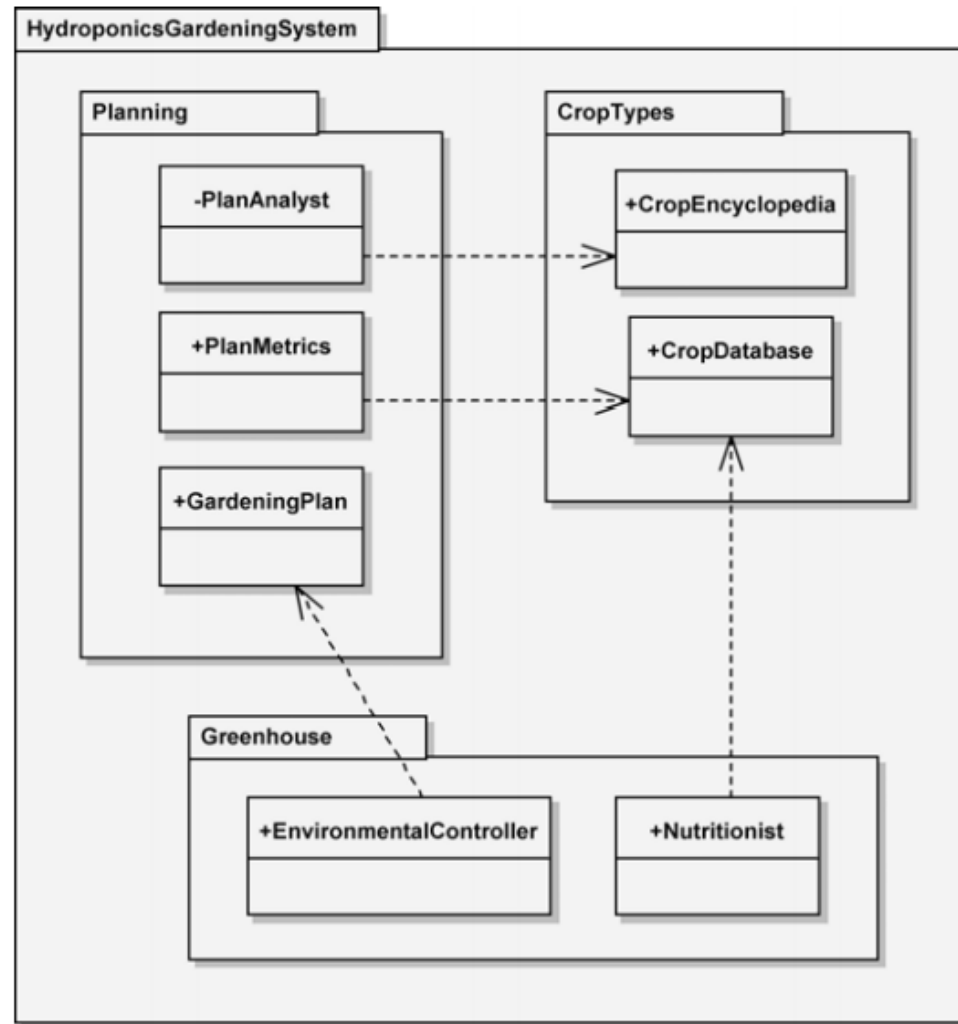 HydroponicsGardeningSystem
Planning
-PlanAnalyst
+PlanMetrics
+GardeningPlan
CropTypes
+CropEncyclopedia
+CropDatabase
Greenhouse
+EnvironmentalController
+Nutritionist